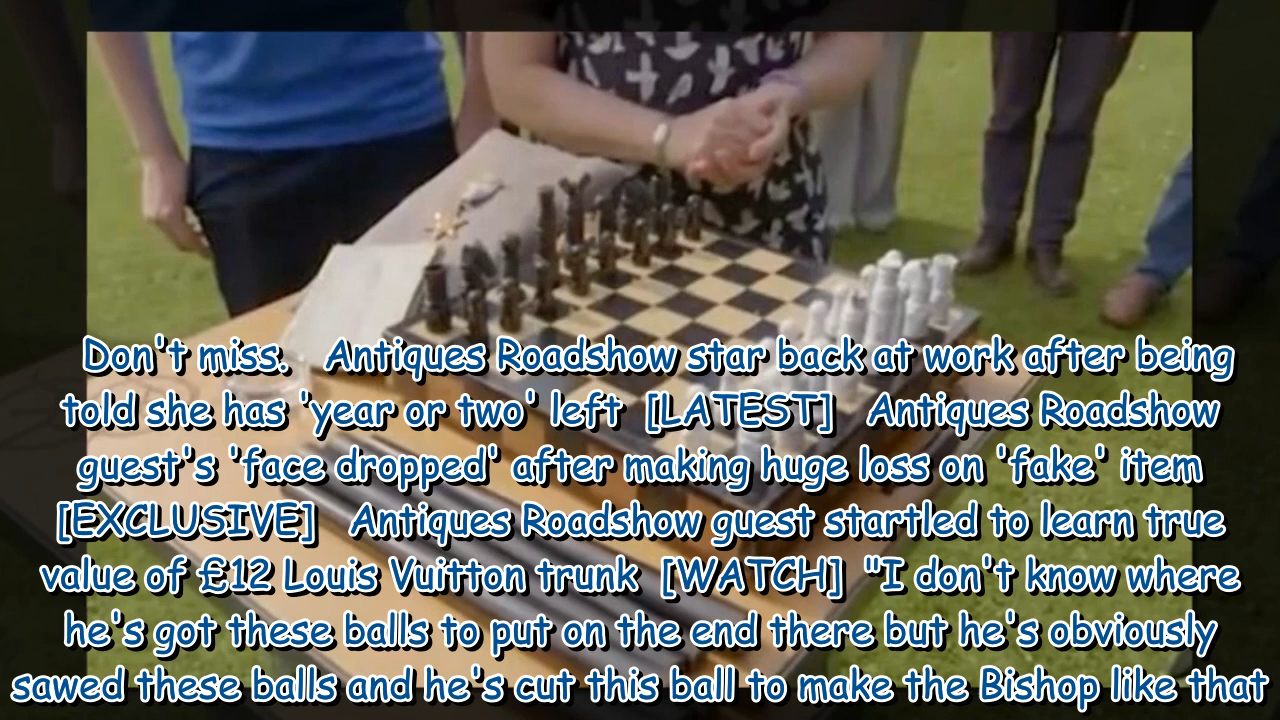 Don't miss. Antiques Roadshow star back at work after being
told she has 'year or two' left [LATEST] Antiques Roadshow
guest's 'face dropped' after making huge loss on 'fake' item
[EXCLUSIVE] Antiques Roadshow guest startled to learn true
value of £12 Louis Vuitton trunk [WATCH] "I don't know where
he's got these balls to put on the end there but he's obviously
sawed these balls and he's cut this ball to make the Bishop like that